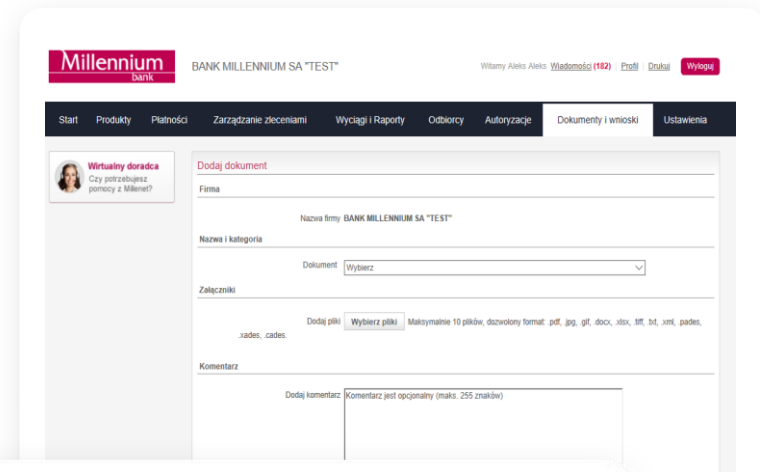 Millennium
bank
BANK MILLENNIUM SA "TEST"
Witamy Aleks Aleks Wiadomości (182) | Profil | Drukuj Wyloguj
Start Produkty Płatności Zarządzanie zleceniami Wyciągi i Raporty Odbiorcy Autoryzacje Dokumenty i wnioski Ustawienia
Wirtualny doradca
Czy potrzebujesz
pomocy z Millenet?
Dodaj dokument
Firma
Nazwa firmy BANK MILLENNIUM SA "TEST"
Nazwa i kategoria
Dokument Wybierz
Załączniki
Dodaj pliki Wybierz pliki Maksymalnie 10 plików, dozwolony format: .pdf, .jpg, .gif, .docx, .xlsx, .tiff, .txt, .xml, .pades,
.xades, .cades.
Komentarz
Dodaj komentarz Komentarz jest opcjonalny (maks. 255 znaków)